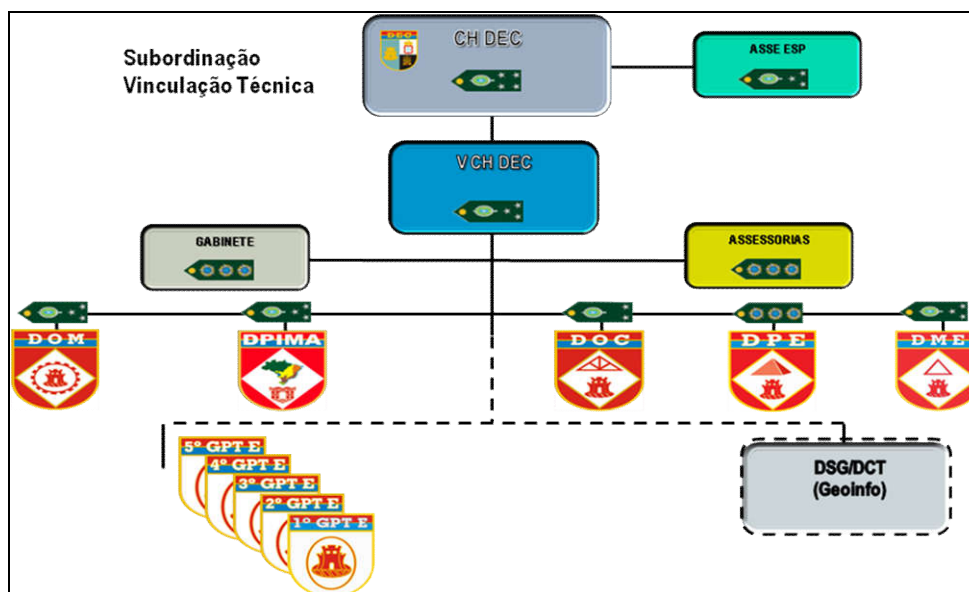 Subordinação
Vinculação Técnica
DEC
CH DEC
ASSE ESP
V CH DEC
GABINETE
ASSESSORIAS
DOM
DPIMA
DOC
DPE
DME
5º GPT E
4º GPT E
3º GPT E
2º GPT E
1º GPT E
DSG/DCT
(Geoinfo)